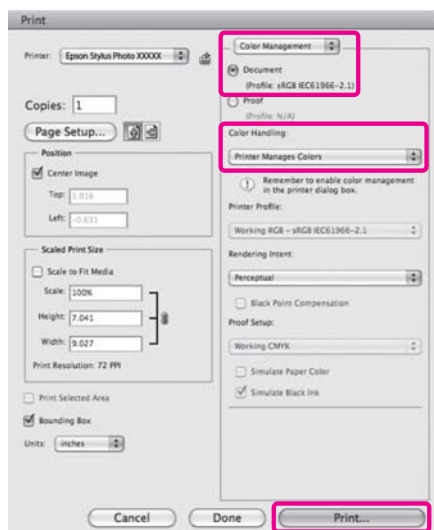 Print
Printer: Epson Stylus Photo XXXXX
Copies: 1
Page Setup...
Position
Center Image
Top: 1.916
Left: -0.631
Scaled Print Size
Scale to Fit Media
Scale: 100%
Height: 7.041
Width: 9.027
Print Resolution: 72 PPI
Print Selected Area
Bounding Box
Units: inches
Color Management
Document
(Profile: sRGB IEC61966-2.1)
Proof
(Profile: N/A)
Color Handling:
Printer Manages Colors
Remember to enable color management
in the printer dialog box.
Printer Profile:
Working RGB - sRGB IEC61966-2.1
Rendering Intent:
Perceptual
Black Point Compensation
Proof Setup:
Working CMYK
Simulate Paper Color
Simulate Black Ink
Cancel
Done
Print...